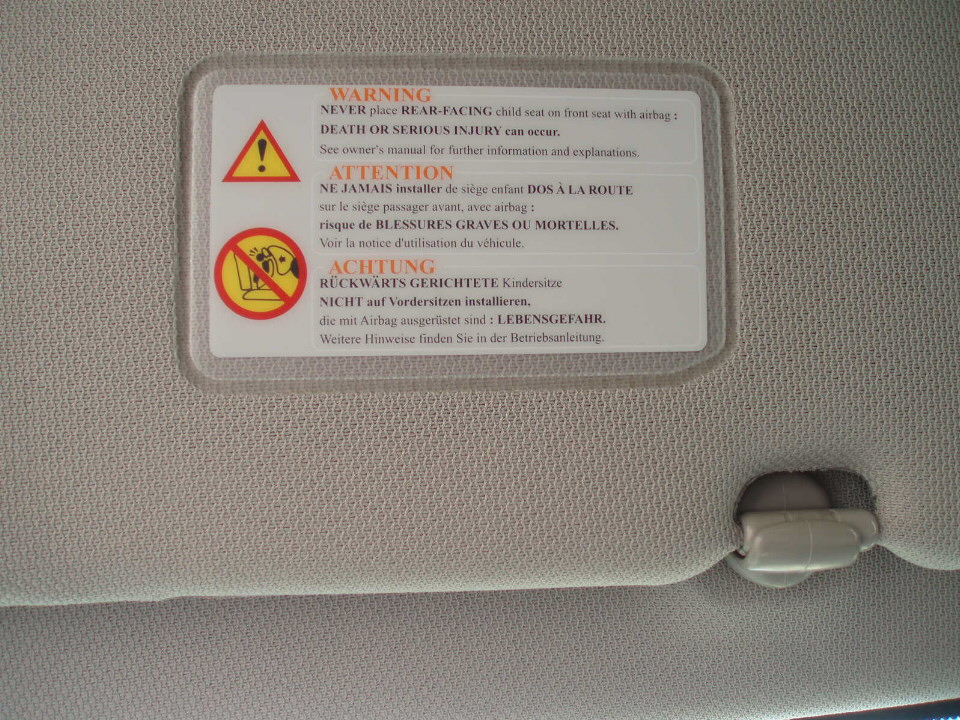 WARNING
NEVER place REAR-FACING child seat on front seat with airbag :
DEATH OR SERIOUS INJURY can occur.
See owner's manual for further information and explanations.
ATTENTION
NE JAMAIS installer de siège enfant DOS À LA ROUTE
sur le siège passager avant, avec airbag :
risque de BLESSURES GRAVES OU MORTELLES.
Voir la notice d'utilisation du véhicule.
ACHTUNG
RÜCKWÄRTS GERICHTETE Kindersitze
NICHT auf Vordersitzen installieren,
die mit Airbag ausgerüstet sind : LEBENSGEFAHR.
Weitere Hinweise finden Sie in der Betriebsanleitung.